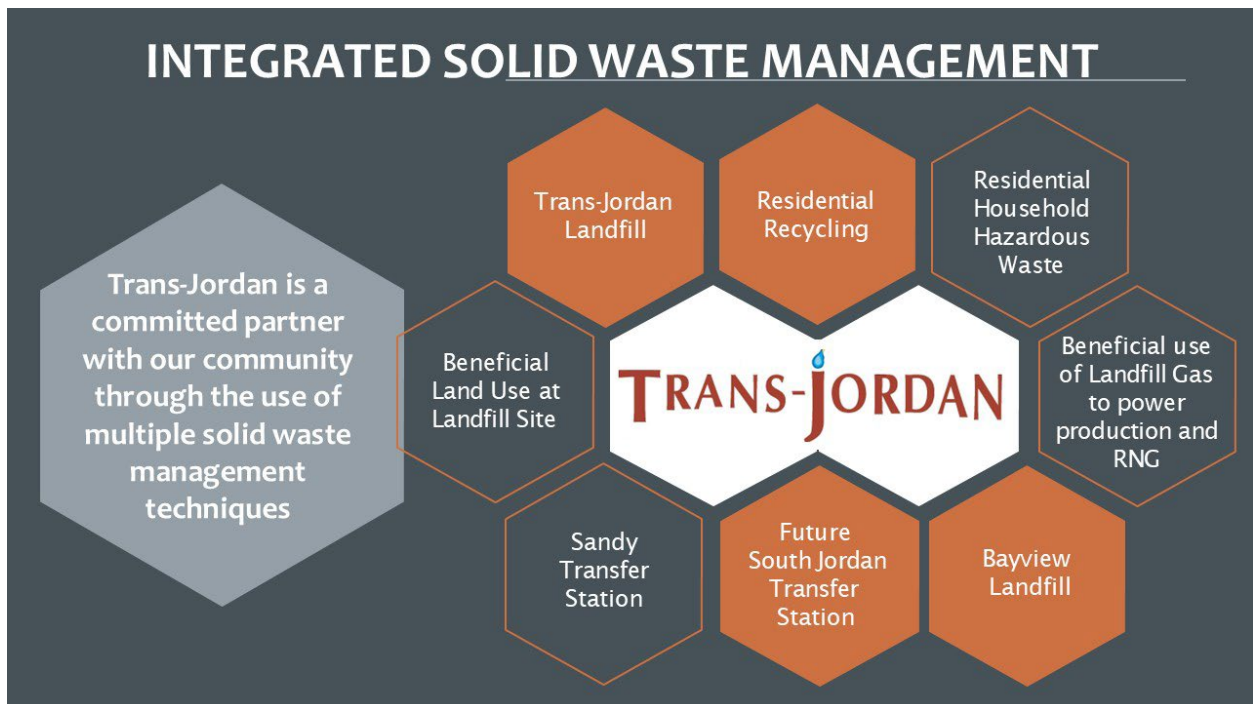 INTEGRATED SOLID WASTE MANAGEMENT
Trans-Jordan is a
committed partner
with our community
through the use of
multiple solid waste
management
techniques
Trans-Jordan
Landfill
Residential
Recycling
Residential
Household
Hazardous
Waste
Beneficial
Land Use at
Landfill Site
TRANS-JORDAN
Beneficial use
of Landfill Gas
to power
production and
RNG
Sandy
Transfer
Station
Future
South Jordan
Transfer
Station
Bayview
Landfill